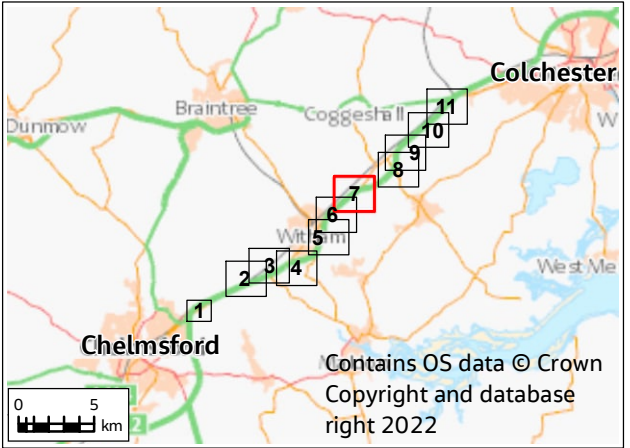 Colchester
11
Braintree
Coggeshall
10
Dunmow
W
9
8
7
6
Witham
5
3
4
West Me
2
1
Chelmsford
M
Contains OS data © Crown
Copyright and database
right 2022
0 5
km
2